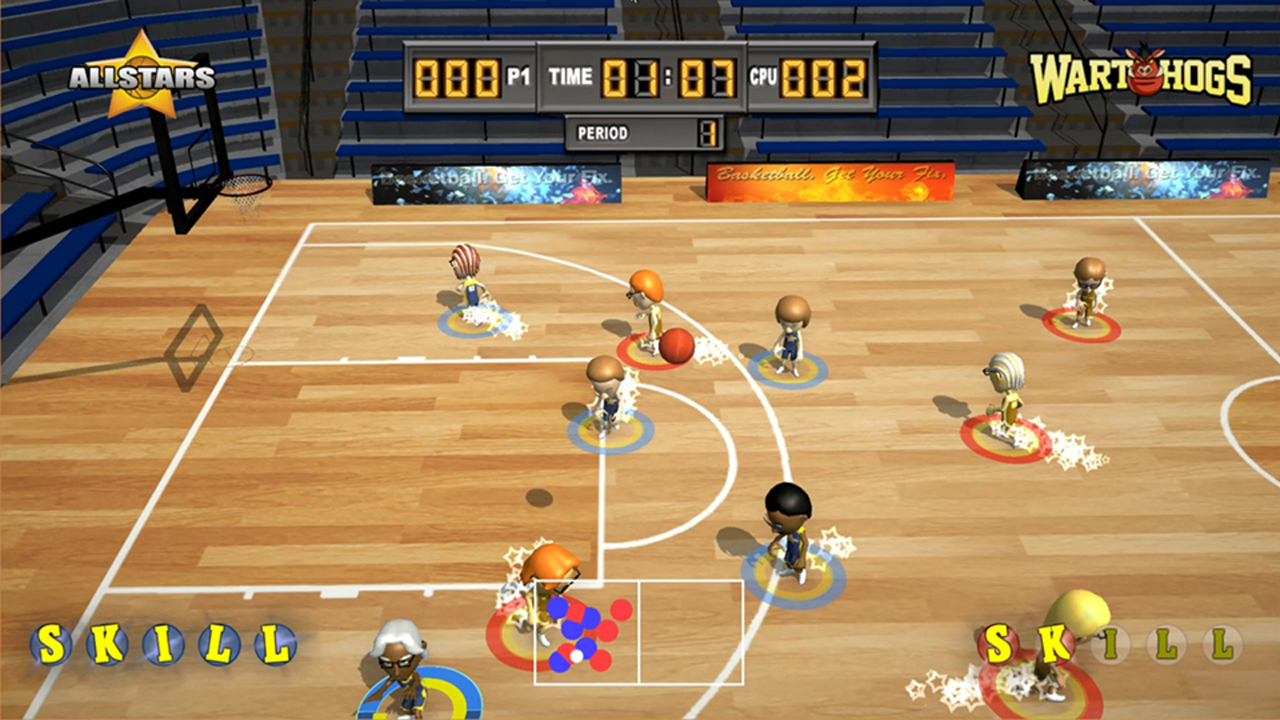 ALLSTARS
000 P1 TIME 01:07 CPU 002
WARTHOGS
PERIOD 1
Basketball, Get Your Fix.
Basketball, Get Your Fix.
Basketball, Get Your Fix.
SKILL
SKILL